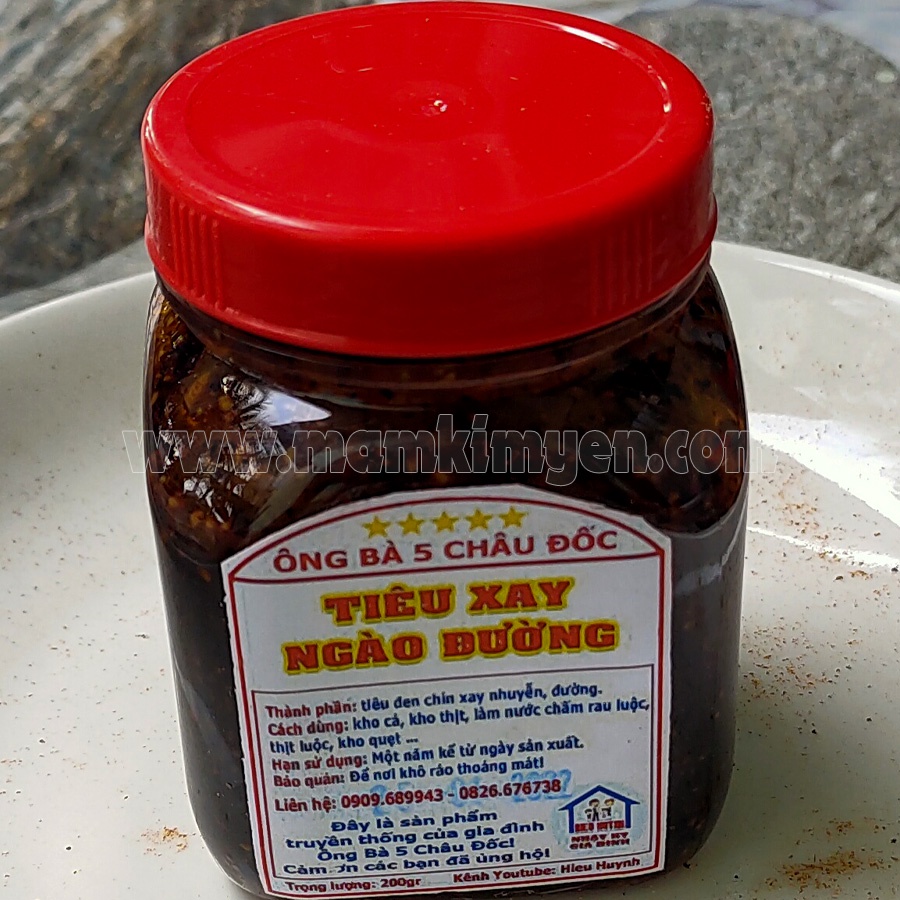 www.mamkimyen.com
ÔNG BÀ 5 CHÂU ĐỐC
TIÊU XAY
NGÀO ĐƯỜNG
Thành phần: tiêu đen chín xay nhuyễn, đường.
Cách dùng: kho cá, kho thịt, làm nước chấm rau luộc,
thịt luộc, kho quẹt ...
Hạn sử dụng: Một năm kể từ ngày sản xuất.
Bảo quản: Để nơi khô ráo thoáng mát!
Liên hệ: 0909.689943 - 0826.676738
Đây là sản phẩm
truyền thống của gia đình
Ông Bà 5 Châu Đốc!
Cảm ơn các bạn đã ủng hộ!
GIA ĐÌNH
Trọng lượng: 200gr
Kênh Youtube: Hieu Huynh